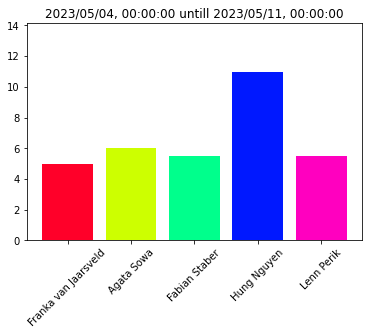 2023/05/04, 00:00:00 untill 2023/05/11, 00:00:00
14
12
10
8
6
4
2
0
Franka van Jaarsveld
Agata Sowa
Fabian Staber
Hung Nguyen
Lenn Perik